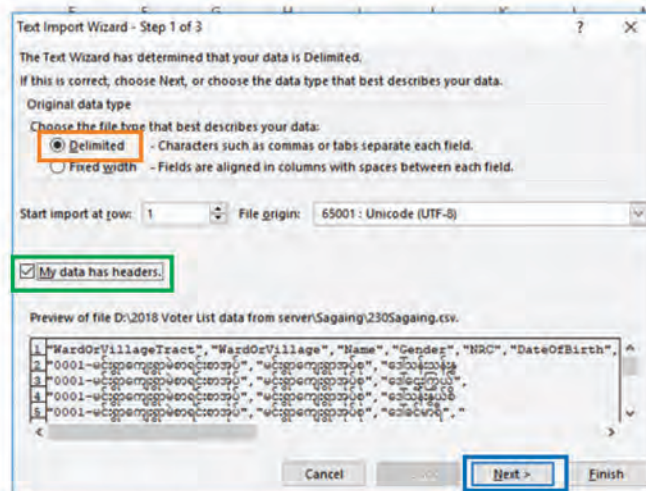 Text Import Wizard - Step 1 of 3 ? ×
The Text Wizard has determined that your data is Delimited.
If this is correct, choose Next, or choose the data type that best describes your data.
Original data type
Choose the file type that best describes your data:
Delimited - Characters such as commas or tabs separate each field.
Fixed width - Fields are aligned in columns with spaces between each field.
Start import at row: 1 File origin: 65001 : Unicode (UTF-8)
My data has headers.
Preview of file D:\2018 Voter List data from server\Sagaing\230Sagaing.csv.
1 "WardOrVillageTract","WardOrVillage","Name","Gender","NRC","DateOfBirth",
2 "0001-
3 "0001-
4 "0001-
5 "0001-
Cancel Next > Finish